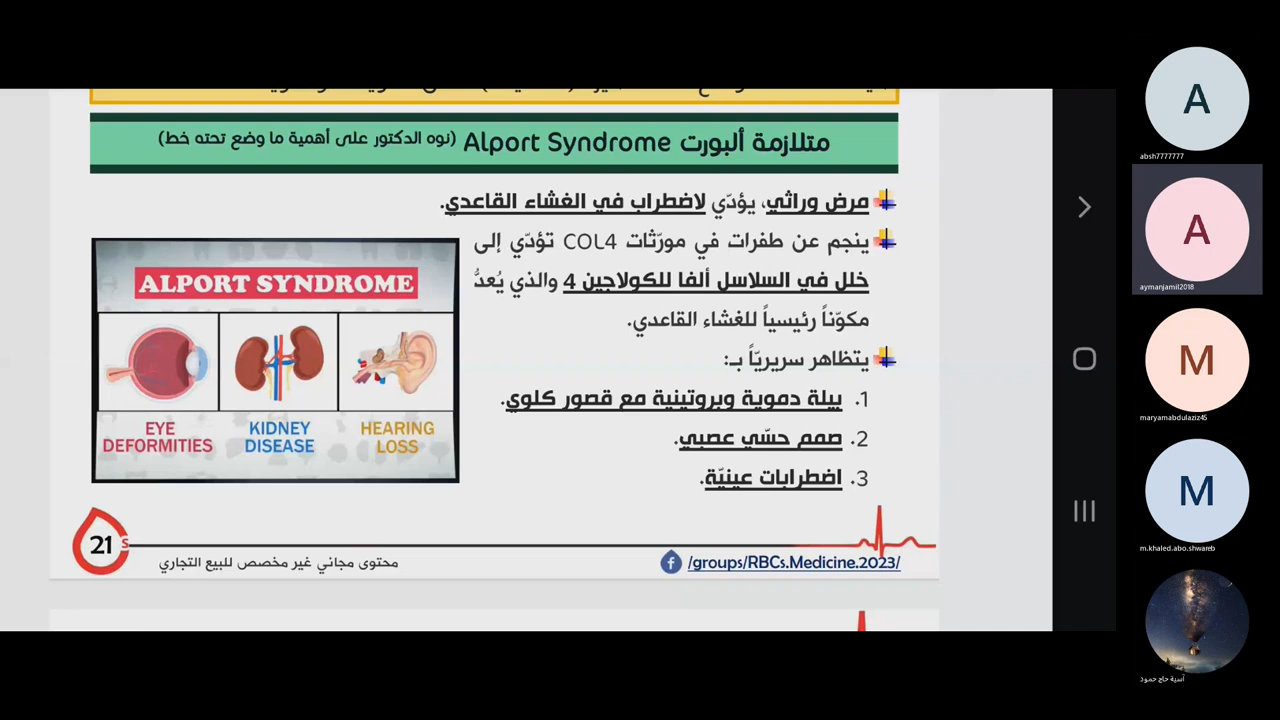 متلازمة ألبورت Alport Syndrome (نوه الدكتور على أهمية ما وضع تحته خط)
مرض وراثي، يؤدّي لاضطراب في الغشاء القاعدي.
ينجم عن طفرات في مورّثات COL4 تؤدّي إلى
خلل في السلاسل ألفا للكولاجين 4 والذي يُعدُّ
مكوّناً رئيسياً للغشاء القاعدي.
يتظاهر سريريّاً بـ:
1. بيلة دموية وبروتينية مع قصور كلوي.
2. صمم حسّي عصبي.
3. اضطرابات عينيّة.
ALPORT SYNDROME
EYE DEFORMITIES
KIDNEY DISEASE
HEARING LOSS
21
محتوى مجاني غير مخصص للبيع التجاري
/groups/RBCs.Medicine.2023/
A
absh7777777
A
aymanjamil2018
M
maryamabdulaziz45
M
m.khaled.abo.shwareb
آسية حاج حمود